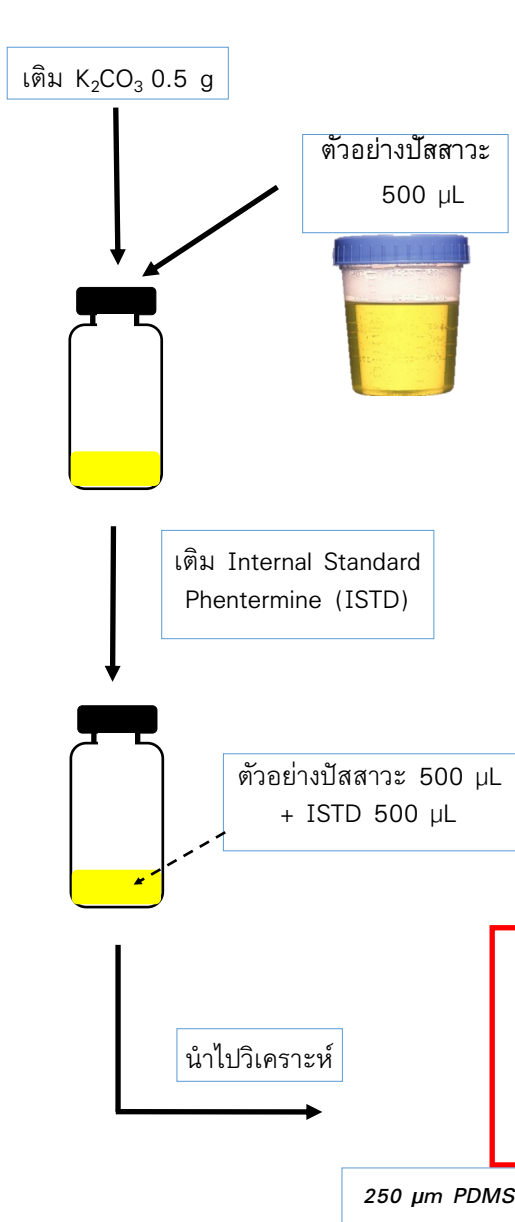 เติม K₂CO₃ 0.5 g
ตัวอย่างปัสสาวะ
500 µL
เติม Internal Standard
Phentermine (ISTD)
ตัวอย่างปัสสาวะ 500 µL
+ ISTD 500 µL
นำไปวิเคราะห์
250 µm PDMS